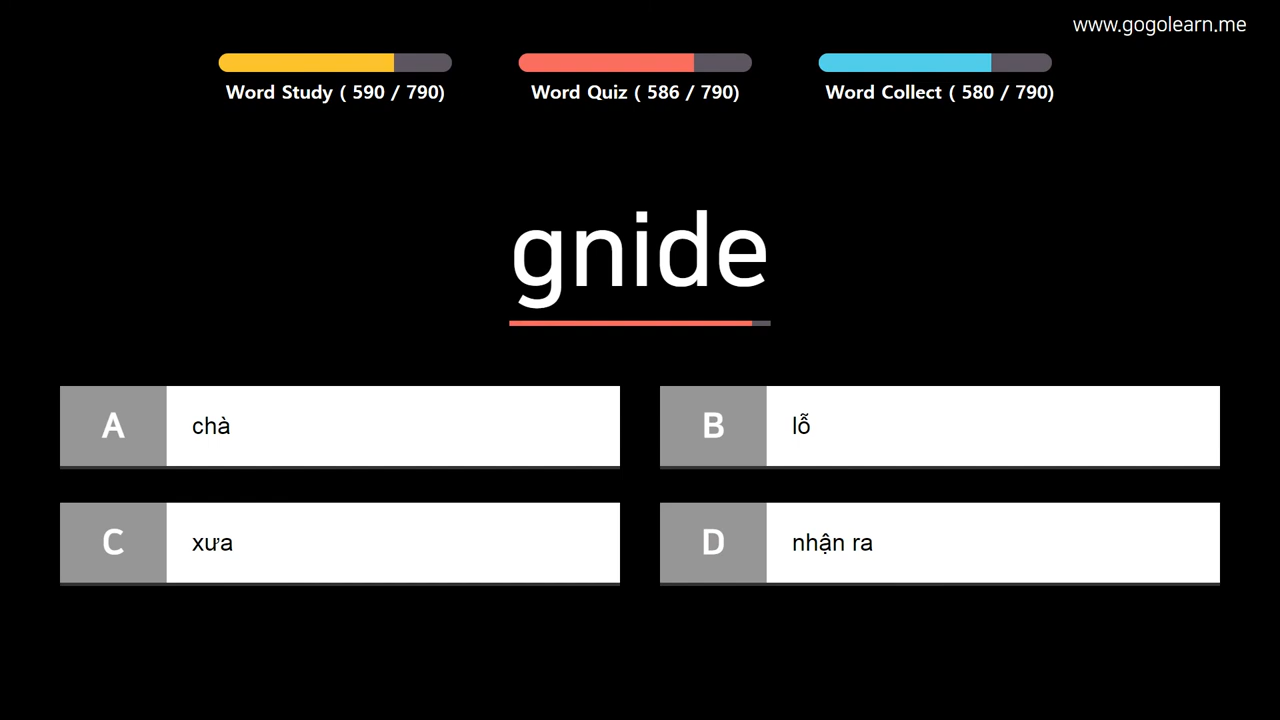 www.gogolearn.me
Word Study ( 590 / 790)
Word Quiz ( 586 / 790)
Word Collect ( 580 / 790)
gnide
A
chà
B
lỗ
C
xưa
D
nhận ra